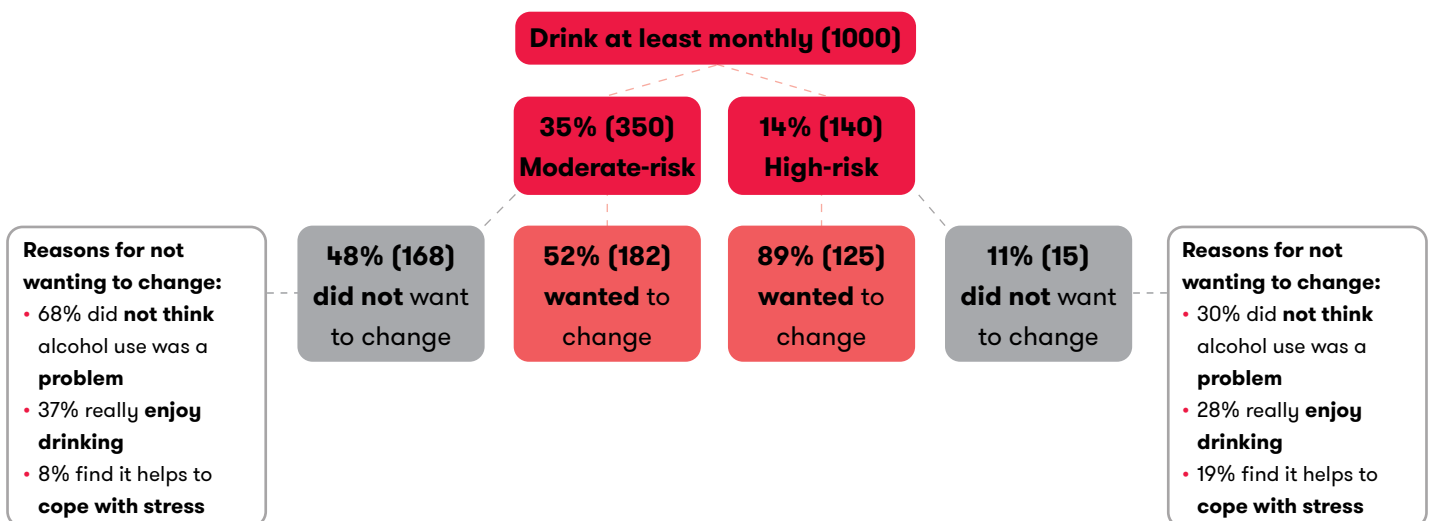 Drink at least monthly (1000)
35% (350)
Moderate-risk
14% (140)
High-risk
Reasons for not
wanting to change:
• 68% did not think
alcohol use was a
problem
• 37% really enjoy
drinking
• 8% find it helps to
cope with stress
48% (168)
did not want
to change
52% (182)
wanted to
change
89% (125)
wanted to
change
11% (15)
did not want
to change
Reasons for not
wanting to change:
• 30% did not think
alcohol use was a
problem
• 28% really enjoy
drinking
• 19% find it helps to
cope with stress